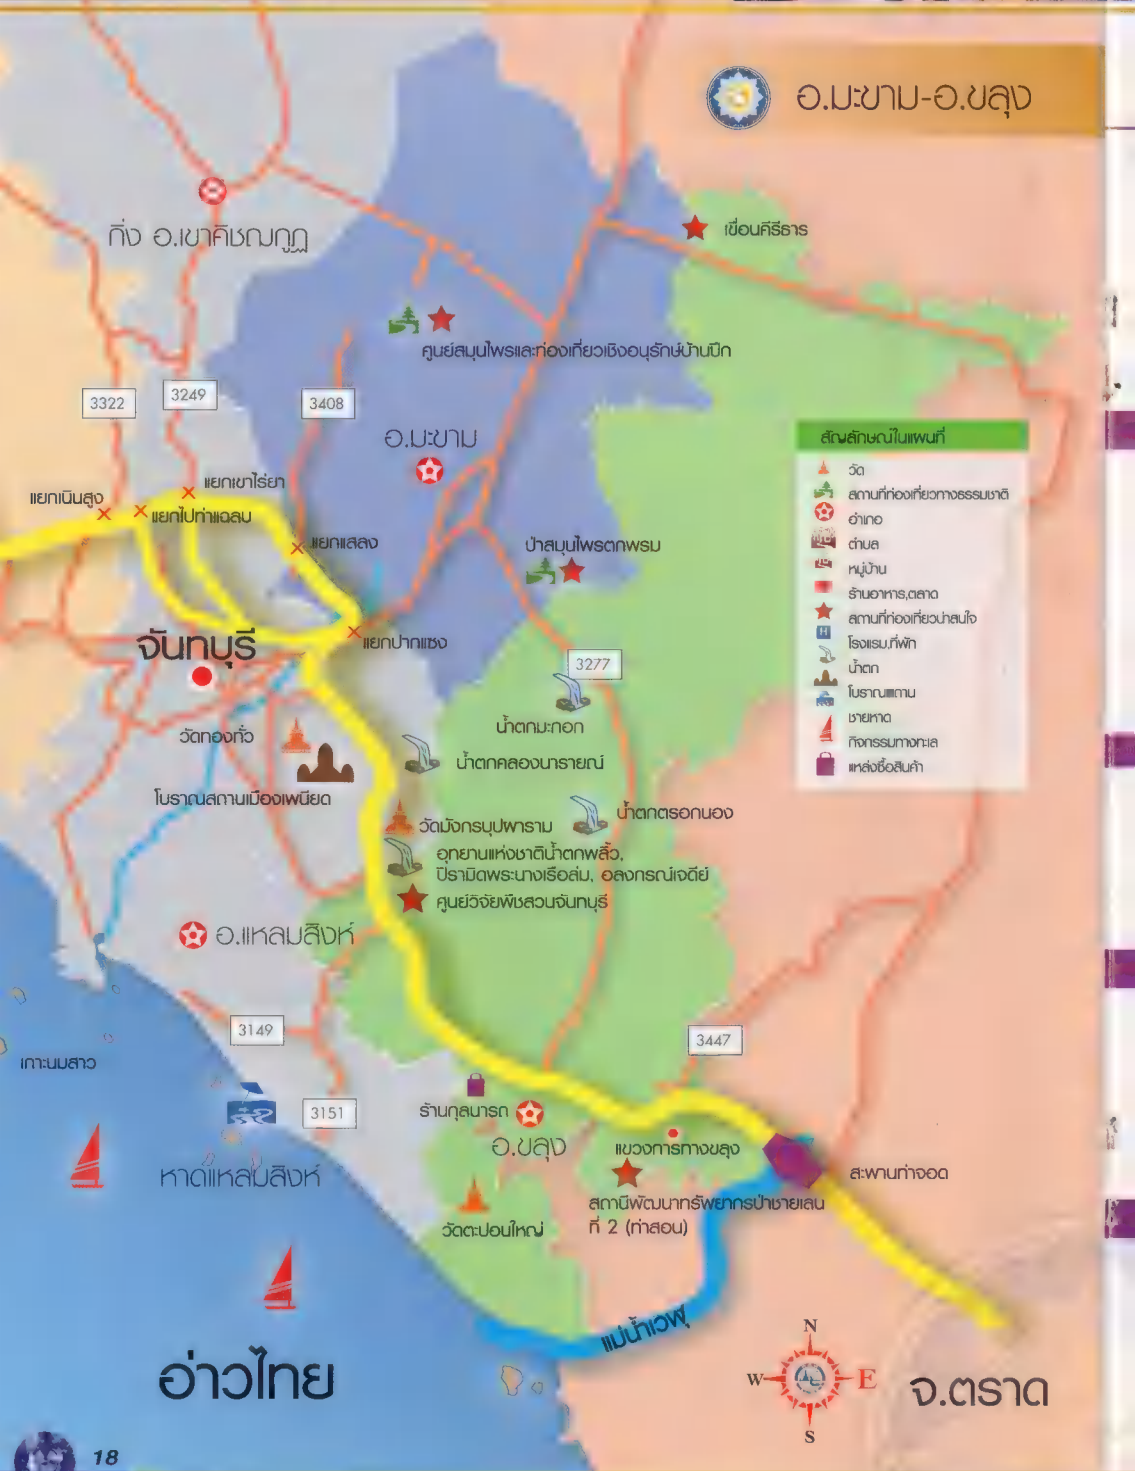 อ.มะขาม-อ.ขลุง
กิ่ง อ.เขาคิชฌกูฏ
เขื่อนคีรีธาร
ศูนย์สมุนไพรและท่องเที่ยวเชิงอนุรักษ์บ้านปึก
3322
3249
3408
อ.มะขาม
แยกเขาไร่ยา
แยกเนินสูง
แยกไปท่าแฉลบ
แยกแสลง
ป่าสมุนไพรตกพรม
แยกปากแซง
จันทบุรี
3277
น้ำตกมะกอก
วัดทองทั่ว
น้ำตกคลองนารายณ์
โบราณสถานเมืองเพนียด
น้ำตกตรอกนอง
วัดมังกรบุปผาราม
อุทยานแห่งชาติน้ำตกพลิ้ว,
ปิรามิดพระนางเรือล่ม, อลงกรณ์เจดีย์
ศูนย์วิจัยพืชสวนจันทบุรี
อ.แหลมสิงห์
3149
3447
เกาะนมสาว
3151
ร้านกุลนารถ
อ.ขลุง
แขวงการทางขลุง
สะพานท่าจอด
หาดแหลมสิงห์
สถานีพัฒนาทรัพยากรป่าชายเลน
ที่ 2 (ท่าสอน)
วัดตะปอนใหญ่
แม่น้ำเวฬุ
อ่าวไทย
จ.ตราด
N
W
E
S
สัญลักษณ์ในแผนที่
วัด
สถานที่ท่องเที่ยวทางธรรมชาติ
อำเภอ
ตำบล
หมู่บ้าน
ร้านอาหาร,ตลาด
สถานที่ท่องเที่ยวน่าสนใจ
H
โรงแรม,ที่พัก
น้ำตก
โบราณสถาน
ชายหาด
กิจกรรมทางทะเล
แหล่งซื้อสินค้า
18